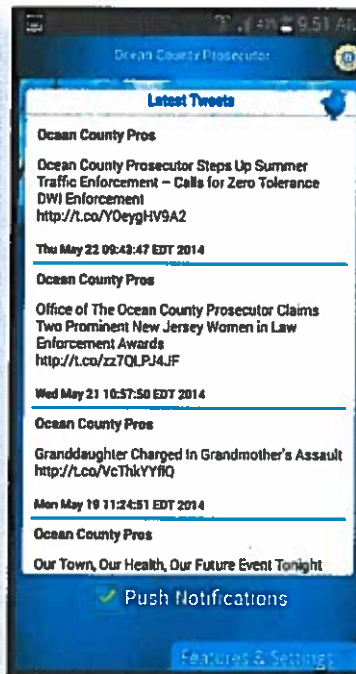 9:51 AM
Ocean County Prosecutor
Latest Tweets
Ocean County Pros
Ocean County Prosecutor Steps Up Summer
Traffic Enforcement – Calls for Zero Tolerance
DWI Enforcement
http://t.co/Y0eygHV9A2
Thu May 22 09:43:47 EDT 2014
Ocean County Pros
Office of The Ocean County Prosecutor Claims
Two Prominent New Jersey Women in Law
Enforcement Awards
http://t.co/zz7QLPJ4JF
Wed May 21 10:57:50 EDT 2014
Ocean County Pros
Granddaughter Charged in Grandmother's Assault
http://t.co/VcThkYYflQ
Mon May 19 11:24:51 EDT 2014
Ocean County Pros
Our Town, Our Health, Our Future Event Tonight
Push Notifications
Features & Settings